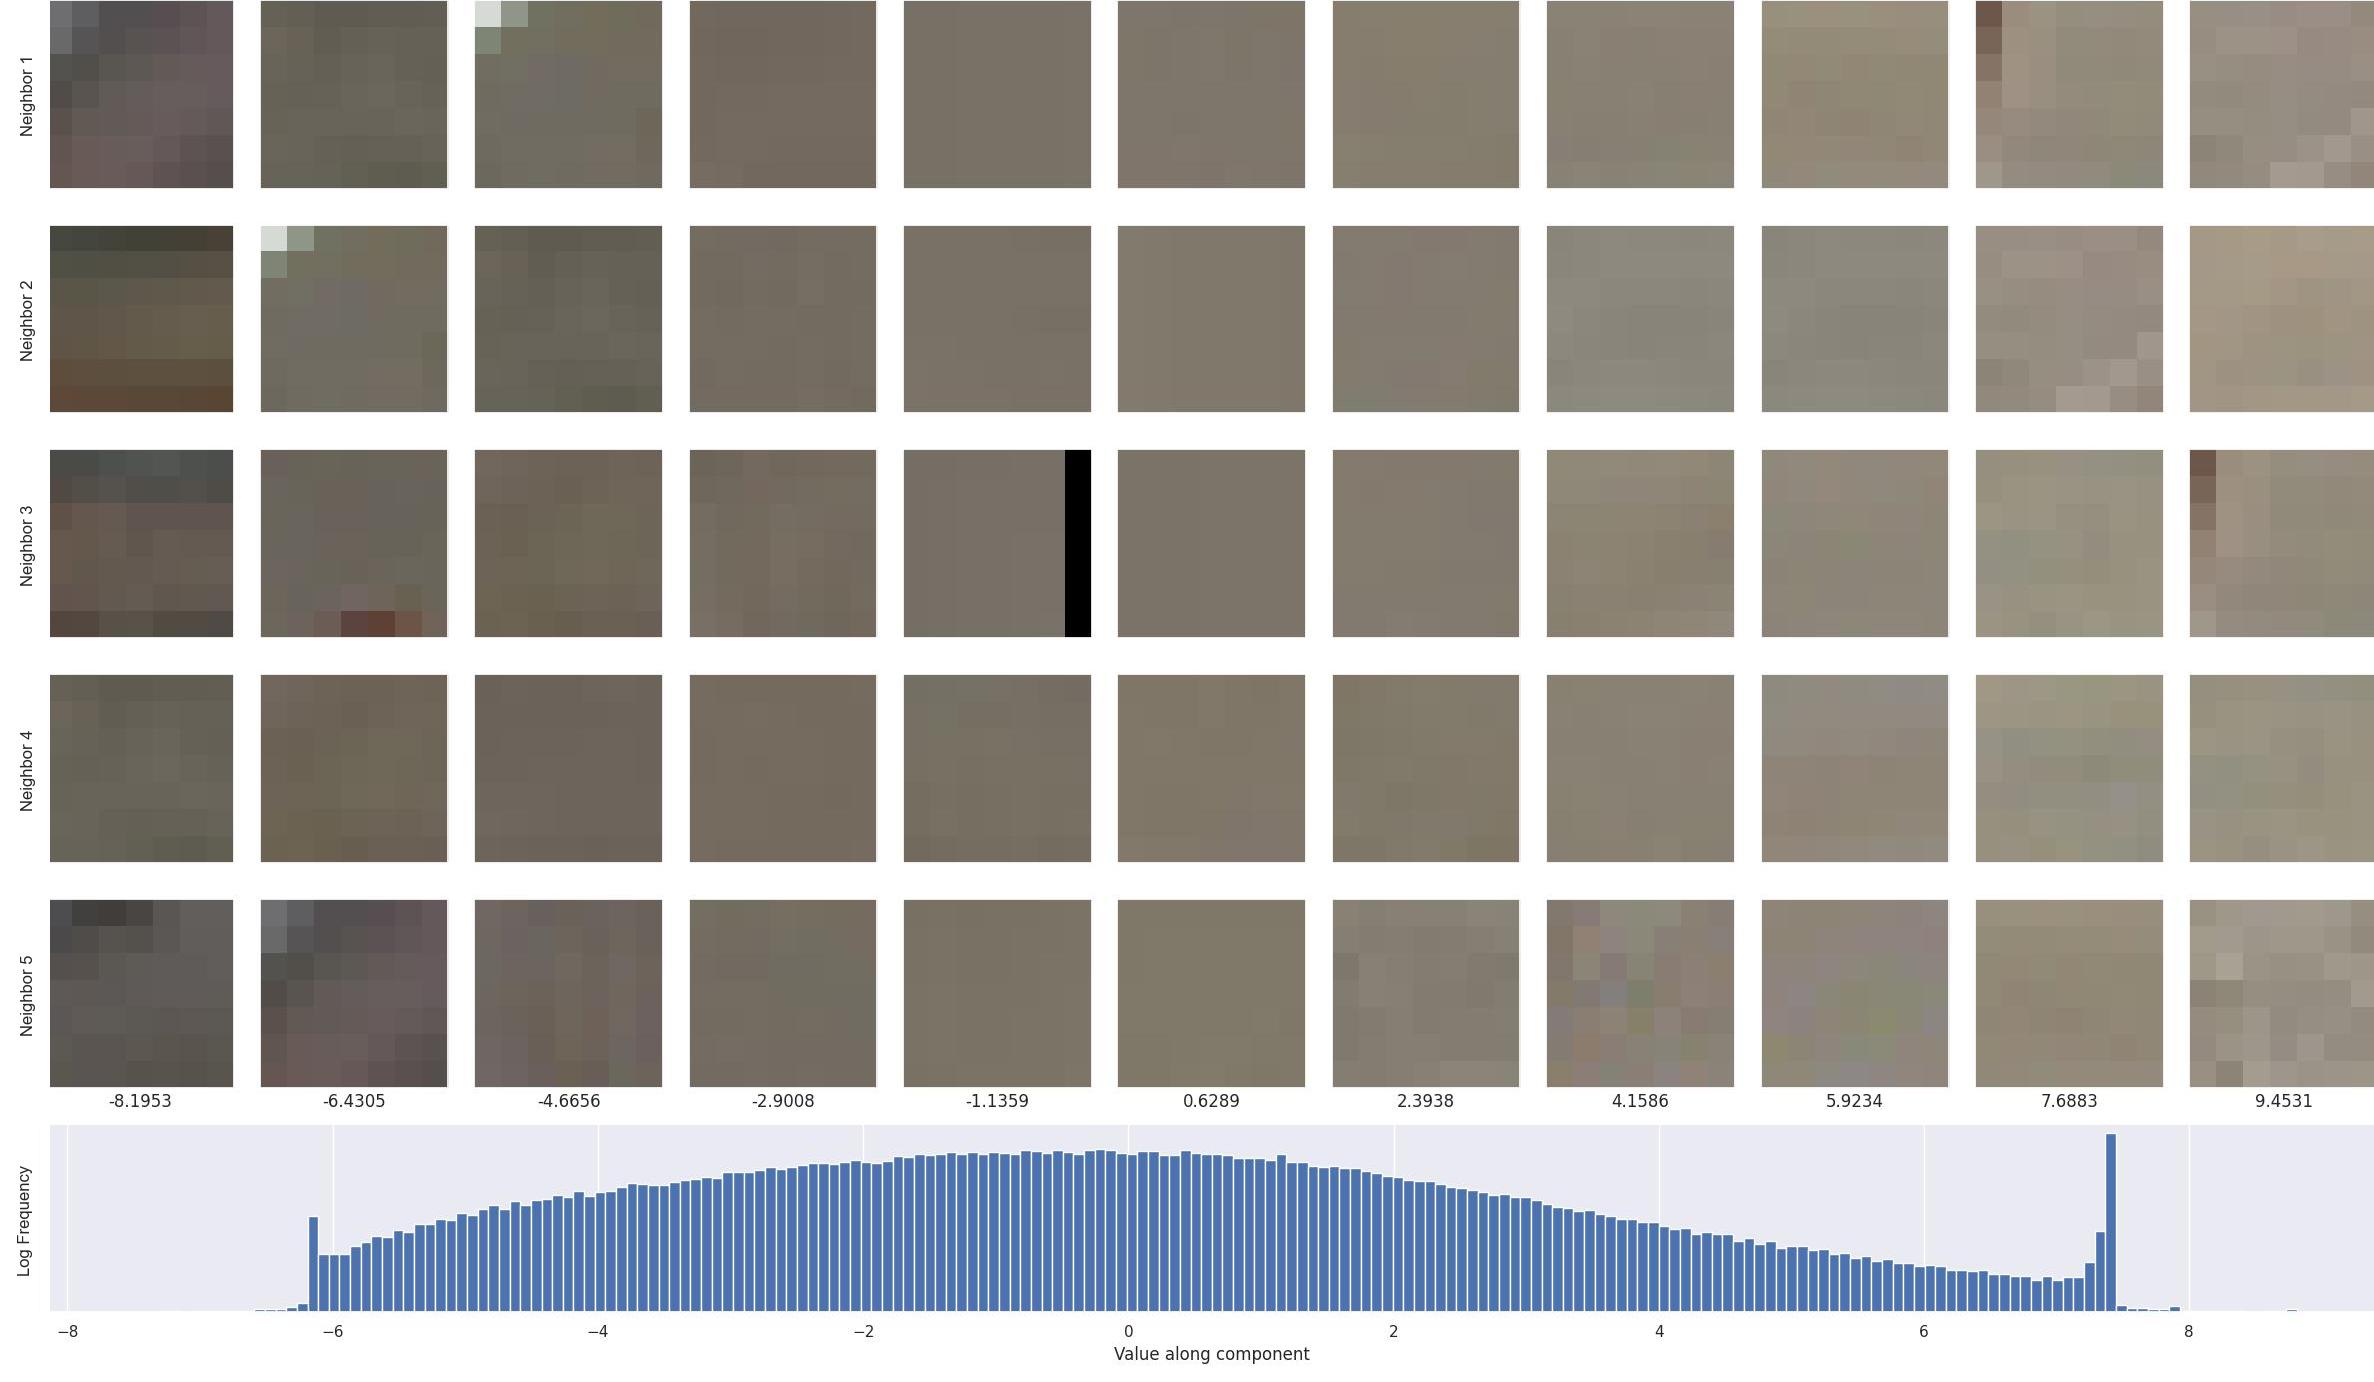 Neighbor 1
Neighbor 2
Neighbor 3
Neighbor 4
Neighbor 5
-8.1953 -6.4305 -4.6656 -2.9008 -1.1359 0.6289 2.3938 4.1586 5.9234 7.6883 9.4531
Log Frequency
−8 −6 −4 −2 0 2 4 6 8
Value along component